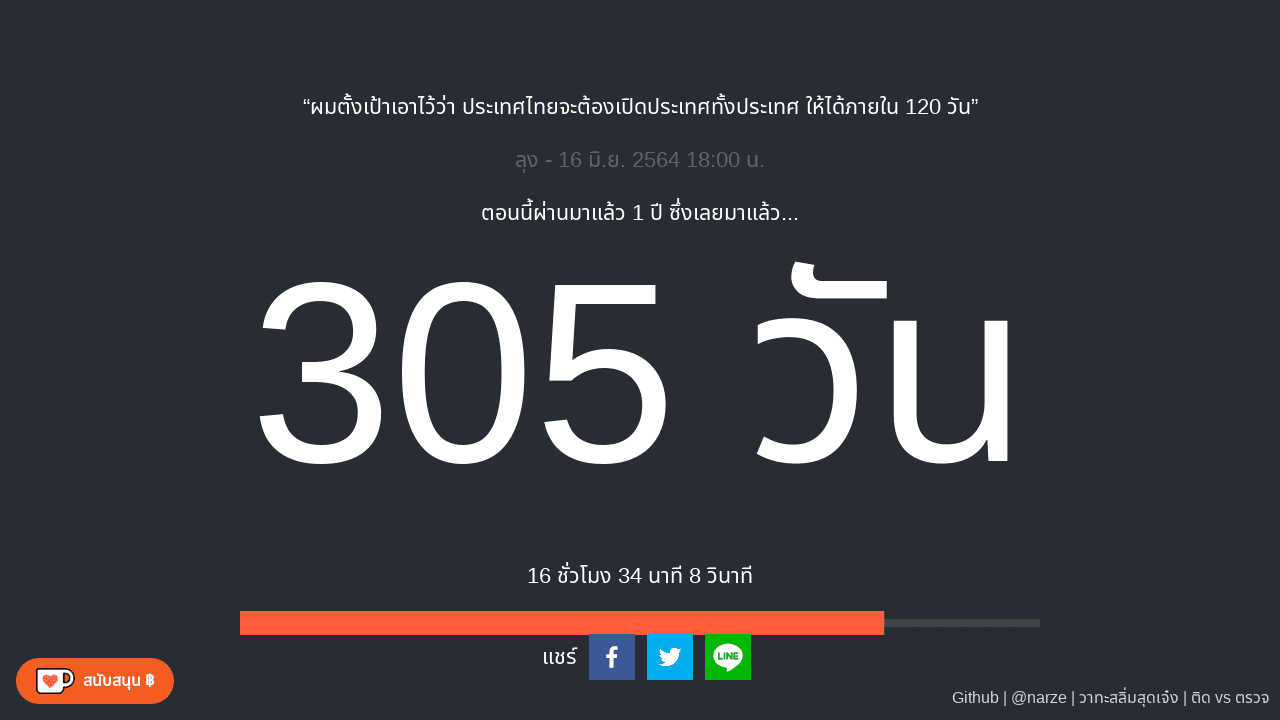 “ผมตั้งเป้าเอาไว้ว่า ประเทศไทยจะต้องเปิดประเทศทั้งประเทศ ให้ได้ภายใน 120 วัน”
ลุง - 16 มิ.ย. 2564 18:00 น.
ตอนนี้ผ่านมาแล้ว 1 ปี ซึ่งเลยมาแล้ว...
305 วัน
16 ชั่วโมง 34 นาที 8 วินาที
แชร์
LINE
สนับสนุน ฿
Github | @narze | วาทะสลิ่มสุดเจ๋ง | ติด vs ตรวจ